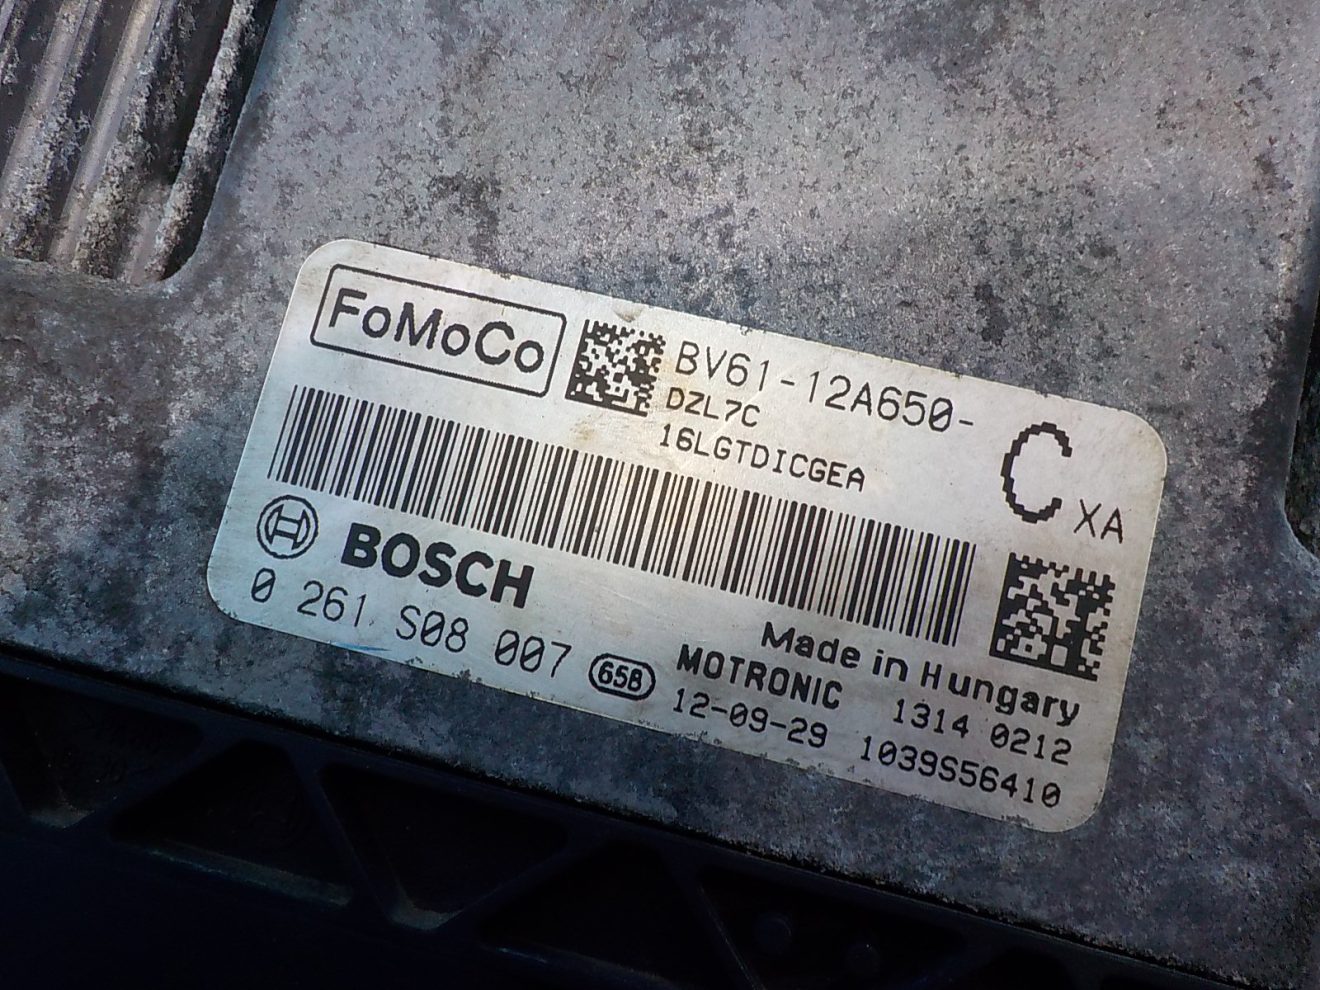 FoMoCo
BV61-12A650-
C XA
DZL7C
16LGTDICGEA
BOSCH
0 261 S08 007
658
Made in Hungary
MOTRONIC 1314 0212
12-09-29 1039S56410